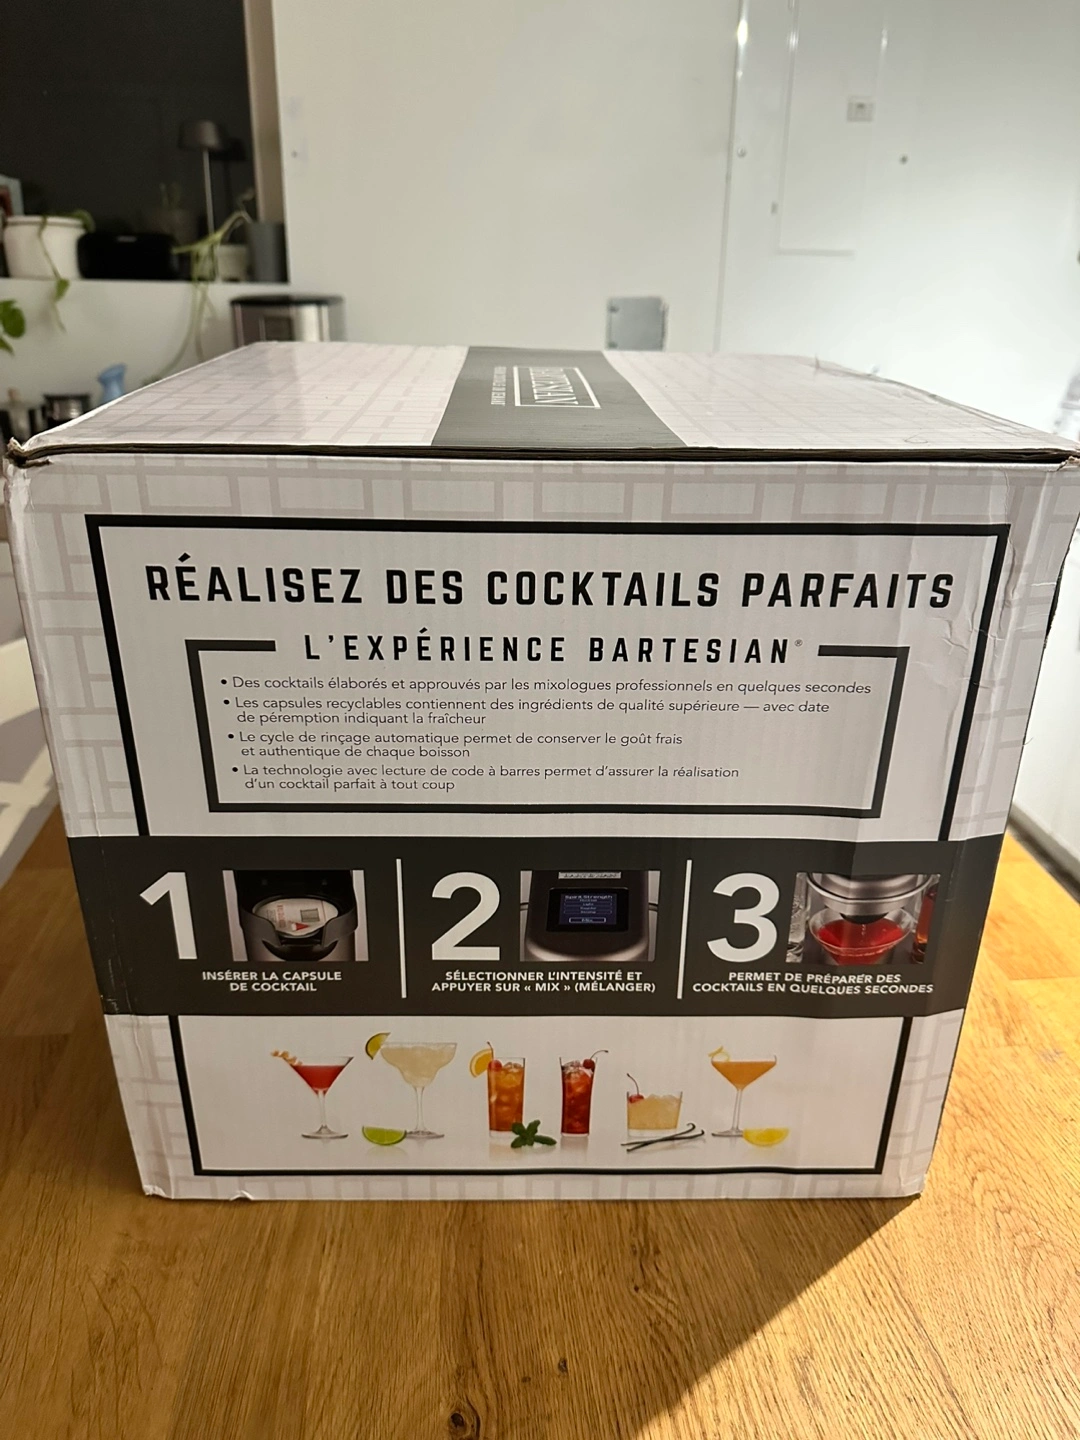 BARTESIAN
RÉALISEZ DES COCKTAILS PARFAITS
L'EXPÉRIENCE BARTESIAN®
• Des cocktails élaborés et approuvés par les mixologues professionnels en quelques secondes
• Les capsules recyclables contiennent des ingrédients de qualité supérieure — avec date
de péremption indiquant la fraîcheur
• Le cycle de rinçage automatique permet de conserver le goût frais
et authentique de chaque boisson
• La technologie avec lecture de code à barres permet d'assurer la réalisation
d'un cocktail parfait à tout coup
1
INSÉRER LA CAPSULE
DE COCKTAIL
2
SÉLECTIONNER L'INTENSITÉ ET
APPUYER SUR « MIX » (MÉLANGER)
3
PERMET DE PRÉPARER DES
COCKTAILS EN QUELQUES SECONDES